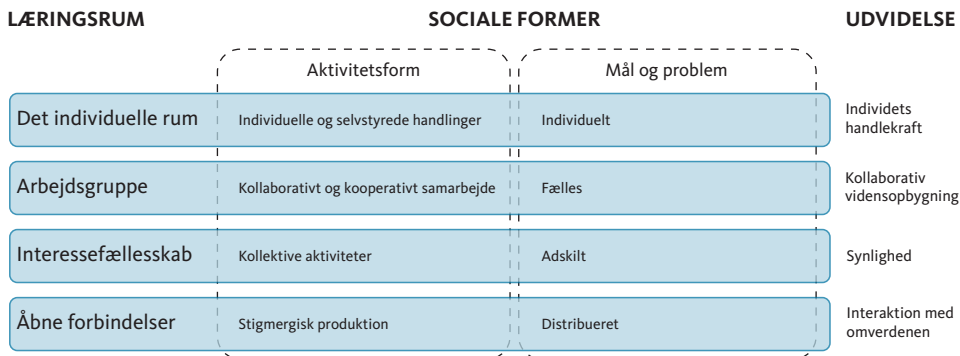 LÆRINGSRUM SOCIALE FORMER UDVIDELSE
Aktivitetsform Mål og problem
Det individuelle rum Individuelle og selvstyrede handlinger Individuelt Individets
handlekraft
Arbejdsgruppe Kollaborativt og kooperativt samarbejde Fælles Kollaborativ
vidensopbygning
Interessefællesskab Kollektive aktiviteter Adskilt Synlighed
Åbne forbindelser Stigmergisk produktion Distribueret Interaktion med
omverdenen